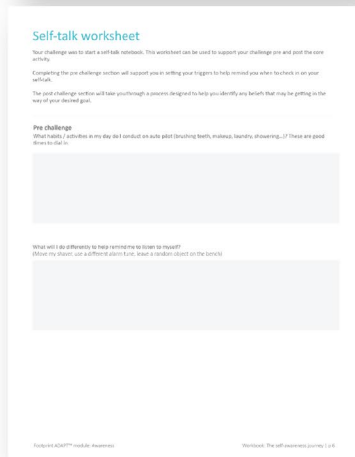 Self-talk worksheet
Your challenge was to start a self-talk notebook. This worksheet can be used to support your challenge pre and post the core
activity.
Completing the pre challenge section will support you in setting your triggers to help remind you when to check in on your
self-talk.
The post challenge section will take you through a process designed to help you identify any beliefs that may be getting in the
way of your desired goal.
Pre challenge
What habits / activities in my day do I conduct on auto pilot (brushing teeth, makeup, laundry, showering...)? These are good
times to dial in
What will I do differently to help remind me to listen to myself?
(Move my shaver, use a different alarm tune, leave a random object on the bench)
Footprint ADAPT™ module: Awareness
Workbook: The self-awareness journey | p 6